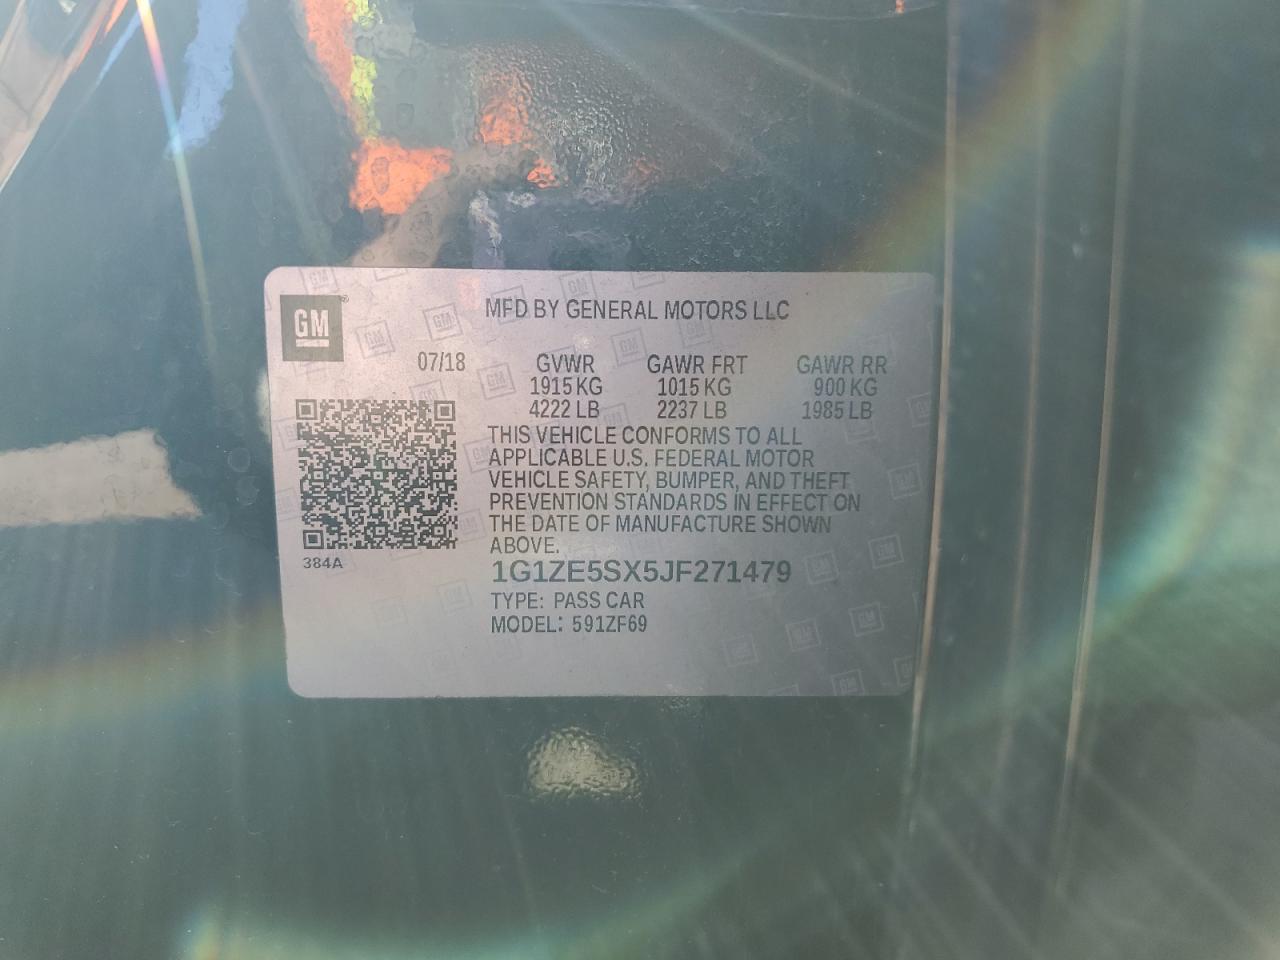 GM
MFD BY GENERAL MOTORS LLC
07/18 GVWR GAWR FRT GAWR RR
1915 KG 1015 KG 900 KG
4222 LB 2237 LB 1985 LB
THIS VEHICLE CONFORMS TO ALL
APPLICABLE U.S. FEDERAL MOTOR
VEHICLE SAFETY, BUMPER, AND THEFT
PREVENTION STANDARDS IN EFFECT ON
THE DATE OF MANUFACTURE SHOWN
ABOVE.
384A
1G1ZE5SX5JF271479
TYPE: PASS CAR
MODEL: 591ZF69